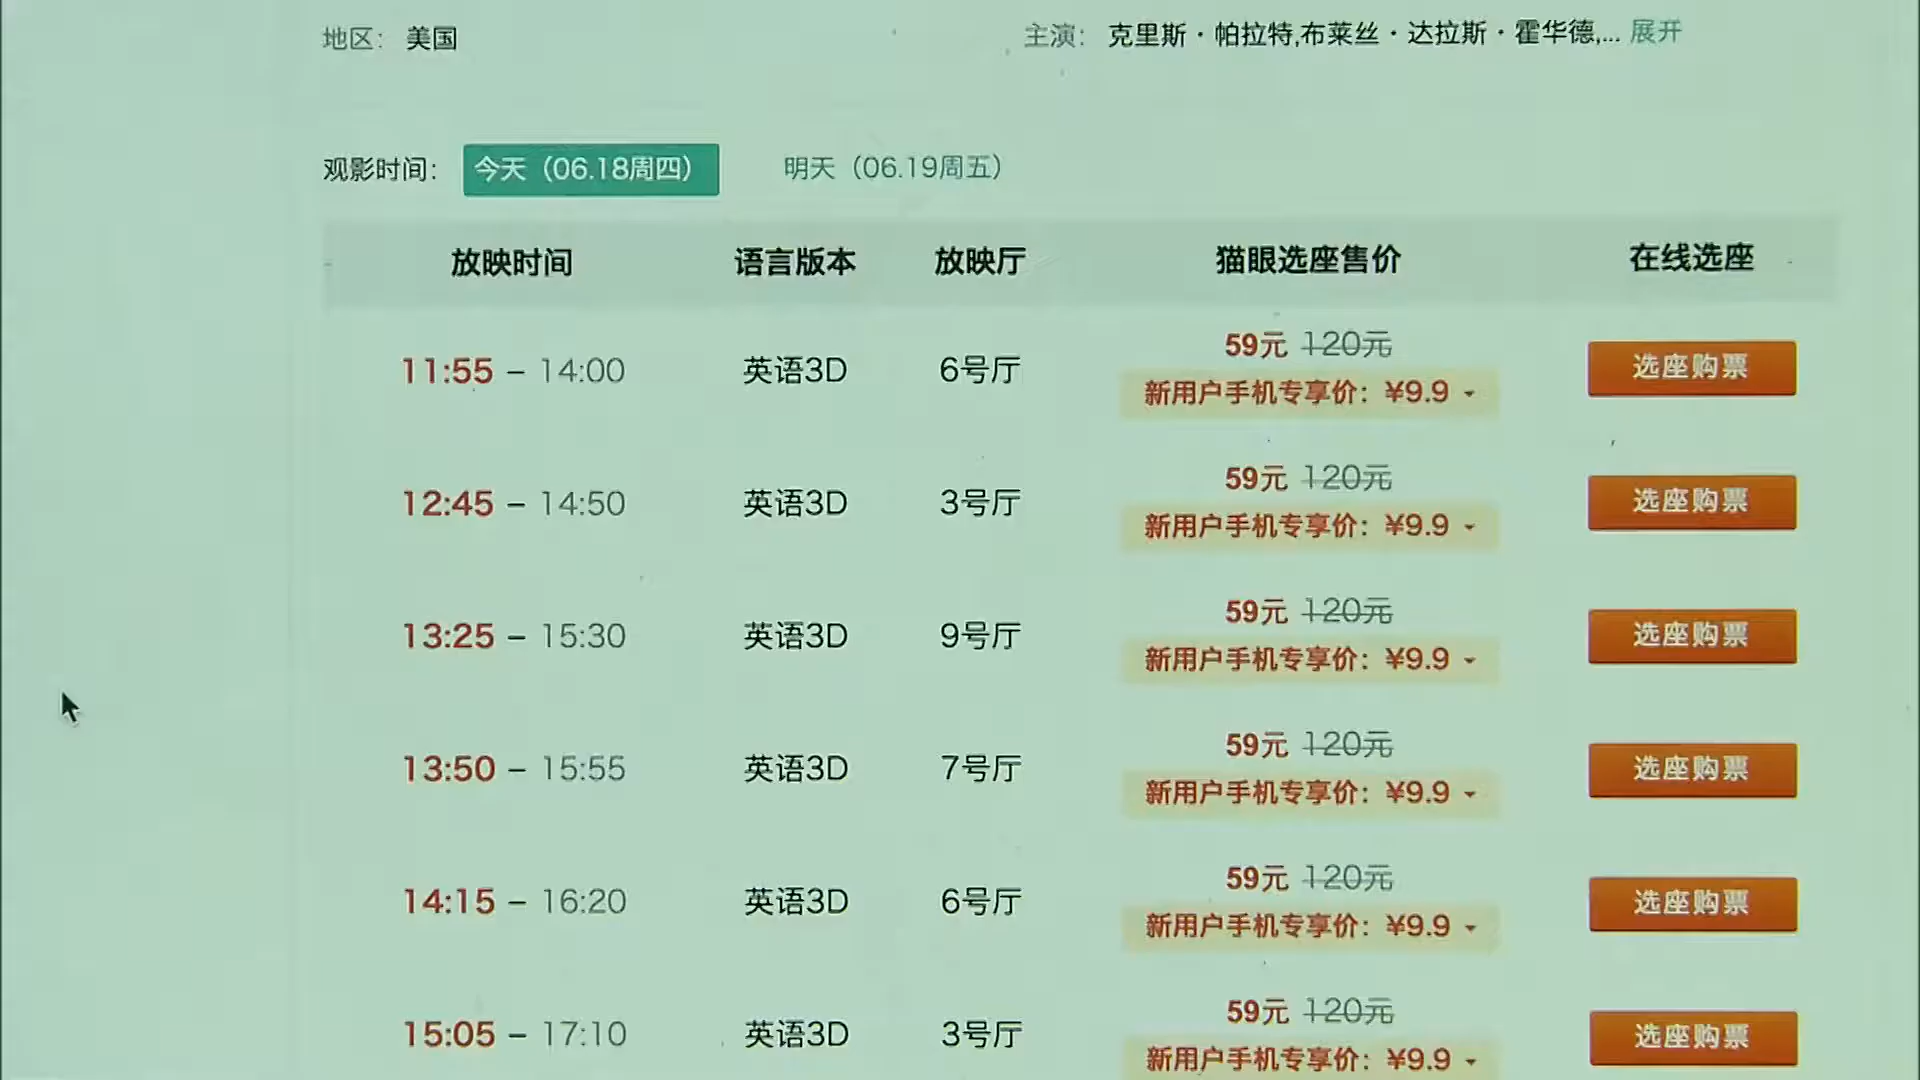 地区： 美国
主演： 克里斯·帕拉特,布莱丝·达拉斯·霍华德,... 展开
观影时间： 今天（06.18周四） 明天（06.19周五）
放映时间 语言版本 放映厅 猫眼选座售价 在线选座
11:55 – 14:00 英语3D 6号厅 59元 120元 选座购票
新用户手机专享价：¥9.9
12:45 – 14:50 英语3D 3号厅 59元 120元 选座购票
新用户手机专享价：¥9.9
13:25 – 15:30 英语3D 9号厅 59元 120元 选座购票
新用户手机专享价：¥9.9
13:50 – 15:55 英语3D 7号厅 59元 120元 选座购票
新用户手机专享价：¥9.9
14:15 – 16:20 英语3D 6号厅 59元 120元 选座购票
新用户手机专享价：¥9.9
15:05 – 17:10 英语3D 3号厅 59元 120元 选座购票
新用户手机专享价：¥9.9